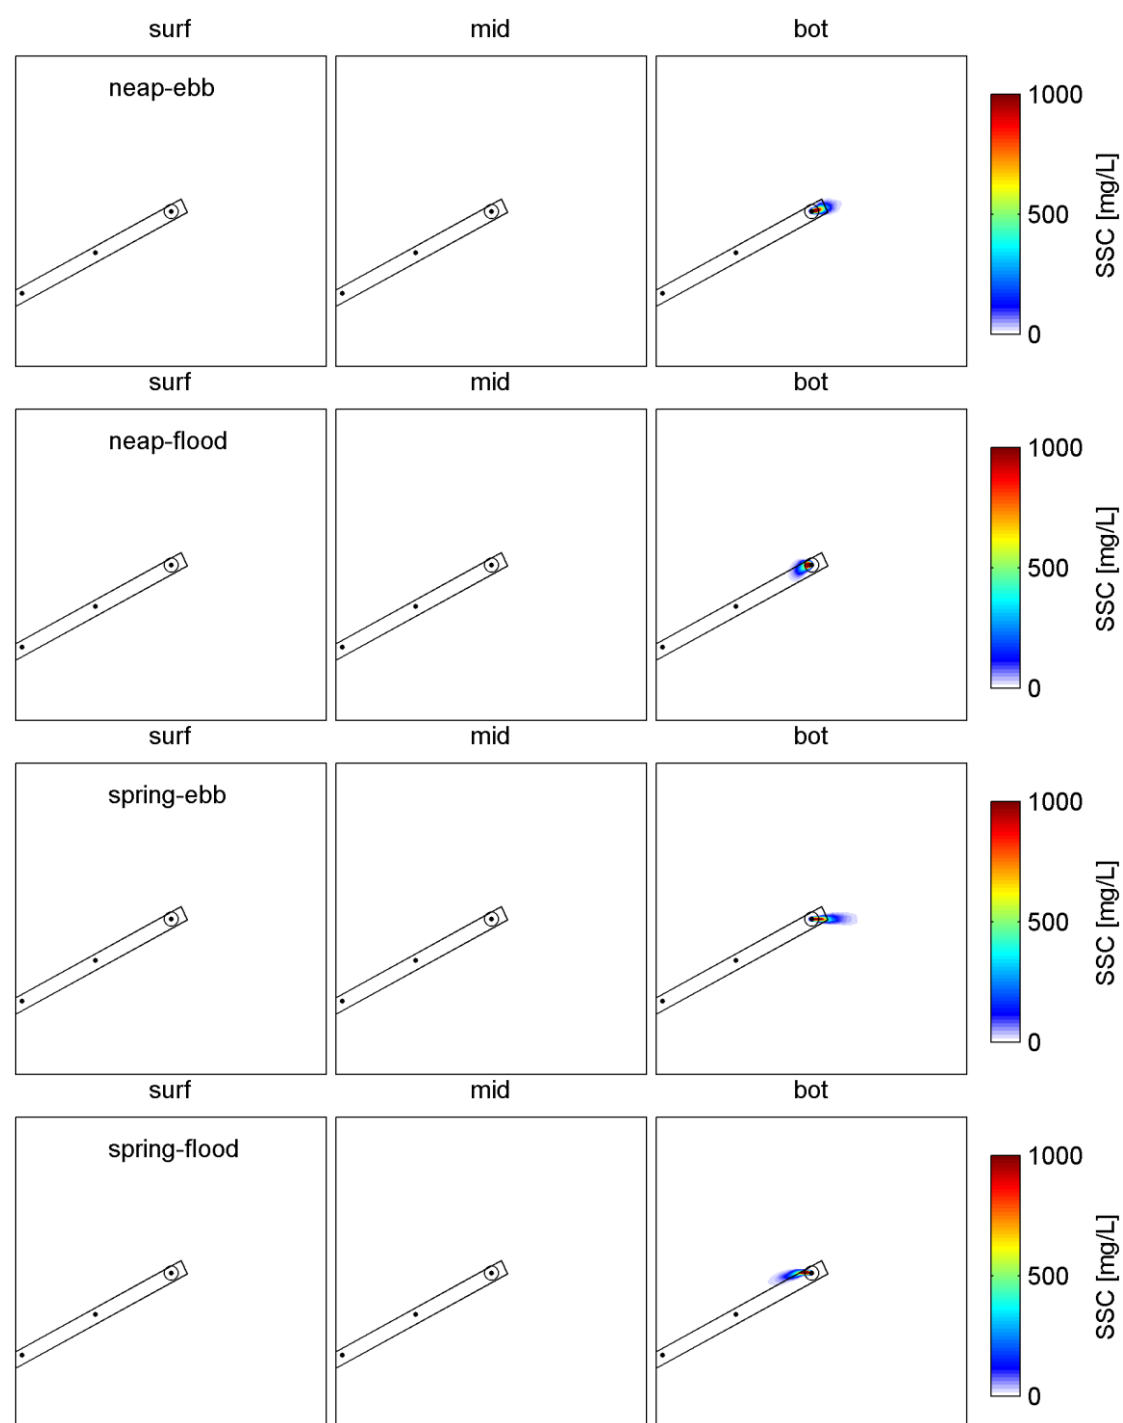 surf mid bot
neap-ebb
1000
500
0
SSC [mg/L]
surf mid bot
neap-flood
1000
500
0
SSC [mg/L]
surf mid bot
spring-ebb
1000
500
0
SSC [mg/L]
surf mid bot
spring-flood
1000
500
0
SSC [mg/L]